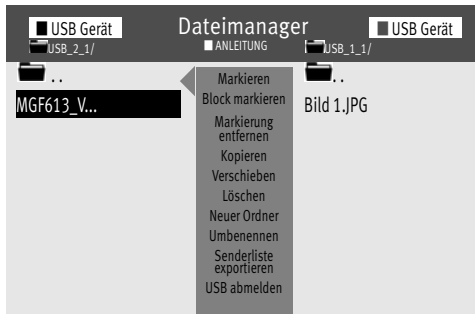 USB Gerät
Dateimanager
USB Gerät
USB_2_1/
ANLEITUNG
USB_1_1/
..
MGF613_V...
Markieren
Block markieren
Markierung
entfernen
Kopieren
Verschieben
Löschen
Neuer Ordner
Umbenennen
Senderliste
exportieren
USB abmelden
..
Bild 1.JPG